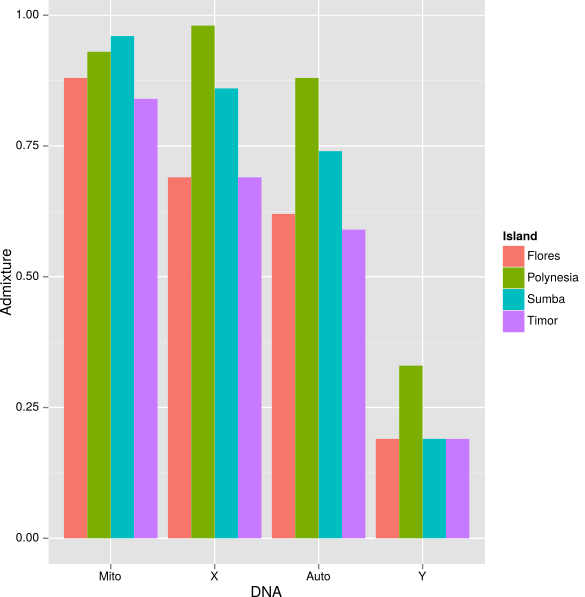 1.00
0.75
0.50
0.25
0.00
Admixture
Mito X Auto Y
DNA
Island
Flores
Polynesia
Sumba
Timor